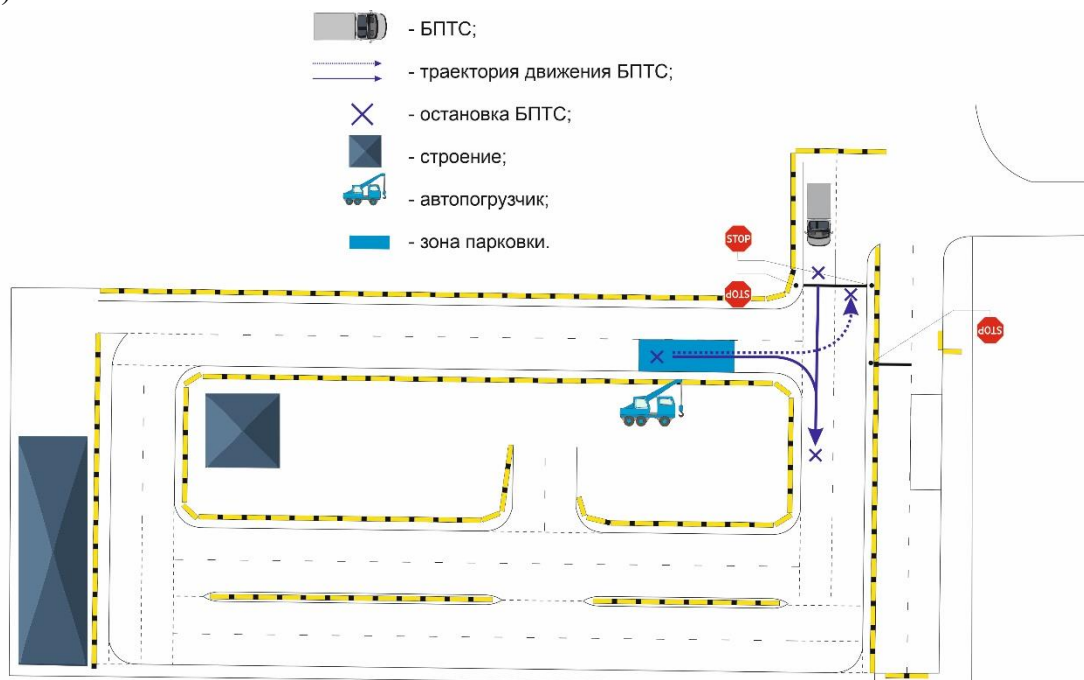 )
- БПТС;
- траектория движения БПТС;
- остановка БПТС;
- строение;
- автопогрузчик;
- зона парковки.
STOP
STOP
STOP